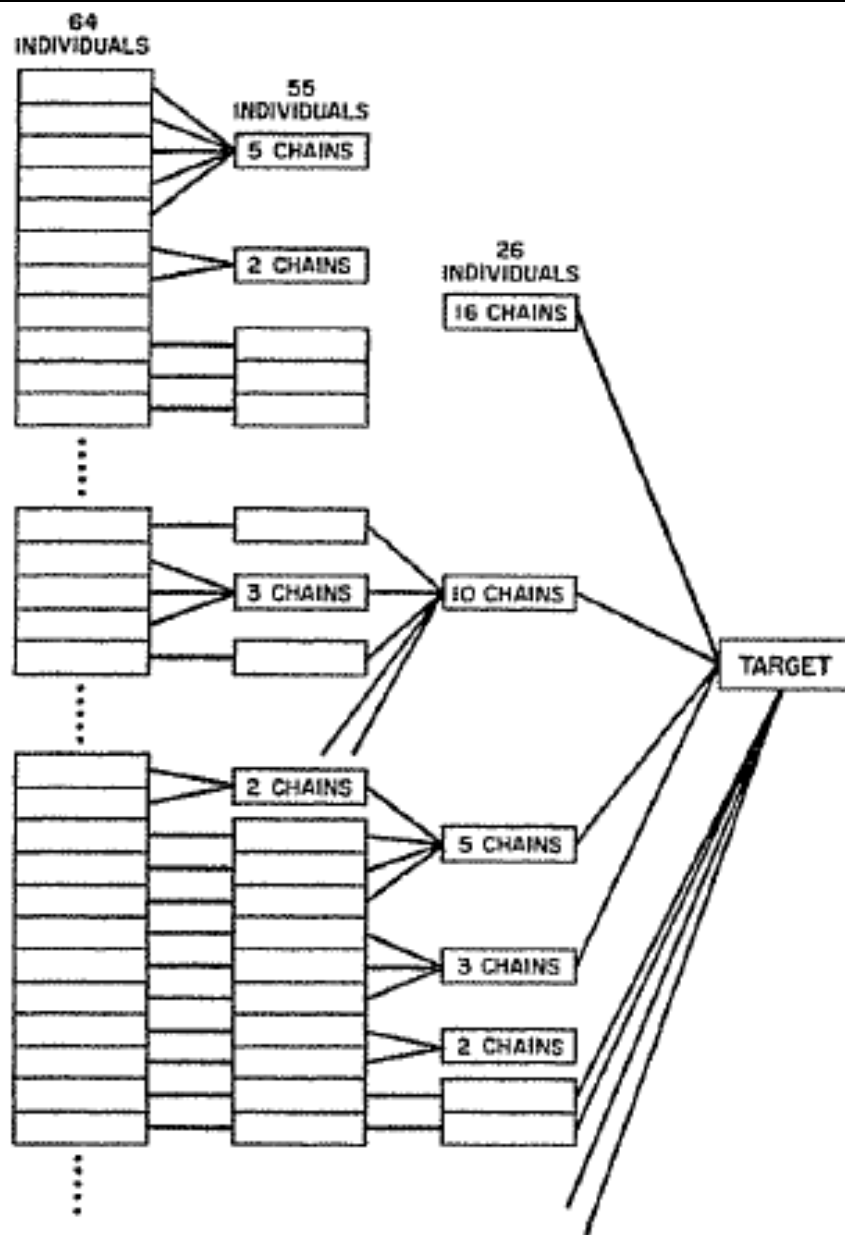 64
INDIVIDUALS
55
INDIVIDUALS
5 CHAINS
2 CHAINS
26
INDIVIDUALS
16 CHAINS
3 CHAINS
10 CHAINS
TARGET
2 CHAINS
5 CHAINS
3 CHAINS
2 CHAINS